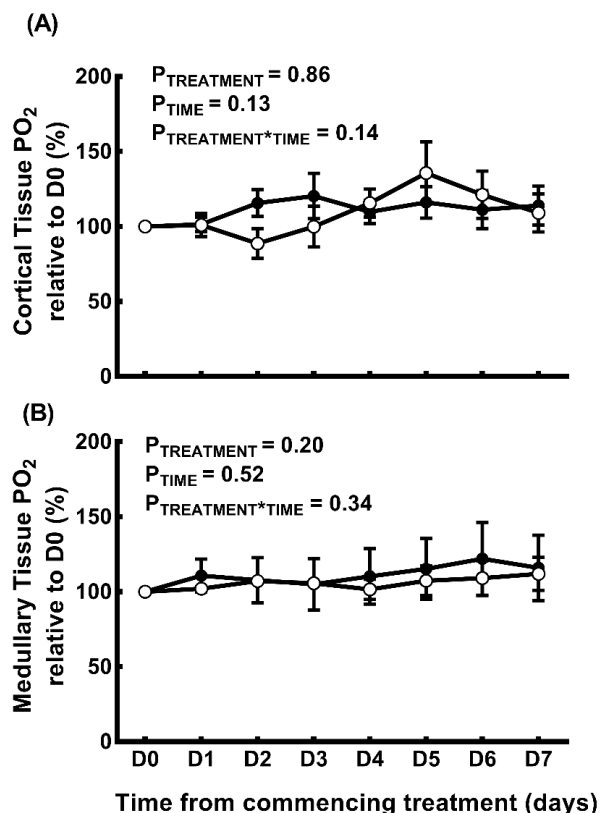 (A)
Cortical Tissue PO2
relative to D0 (%)
200
150
100
50
0
PTREATMENT = 0.86
PTIME = 0.13
PTREATMENT*TIME = 0.14
(B)
Medullary Tissue PO2
relative to D0 (%)
200
150
100
50
0
PTREATMENT = 0.20
PTIME = 0.52
PTREATMENT*TIME = 0.34
D0 D1 D2 D3 D4 D5 D6 D7
Time from commencing treatment (days)